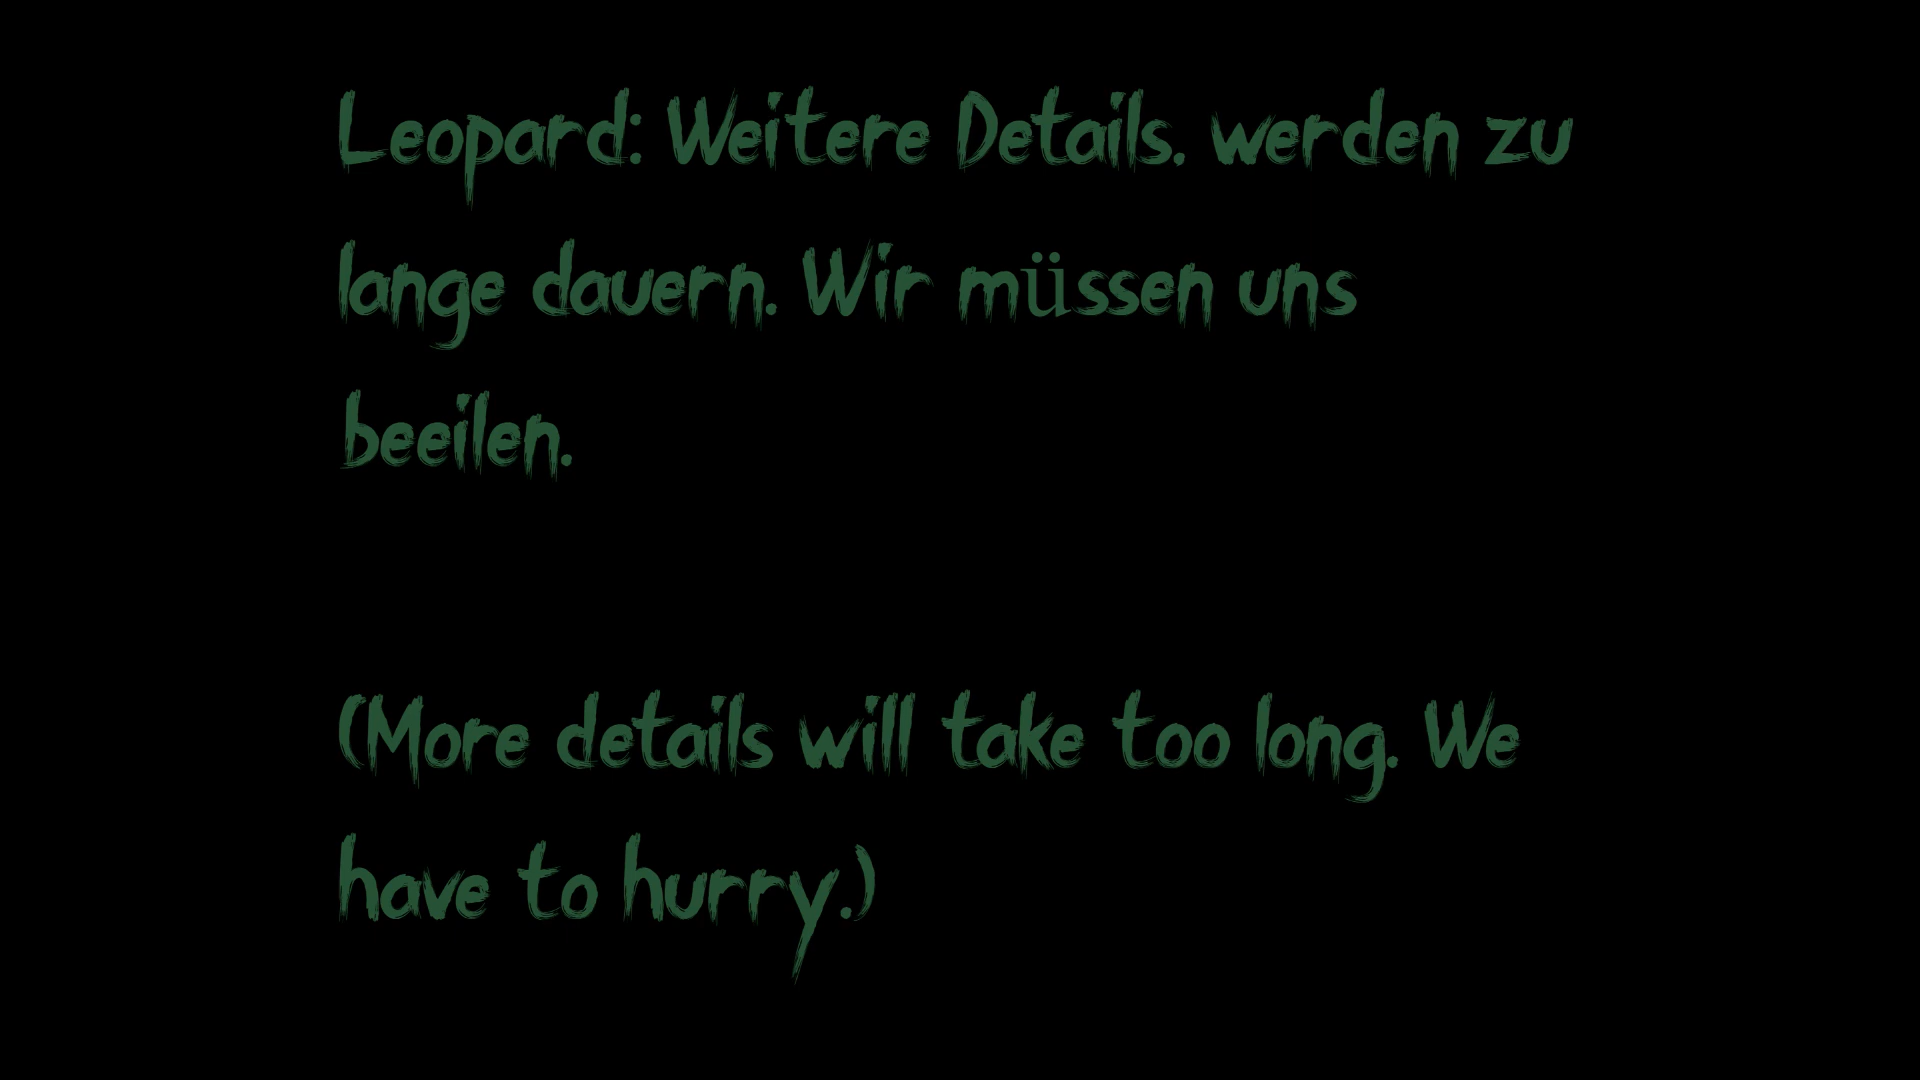 Leopard: Weitere Details. werden zu
lange dauern. Wir müssen uns
beeilen.
(More details will take too long. We
have to hurry.)